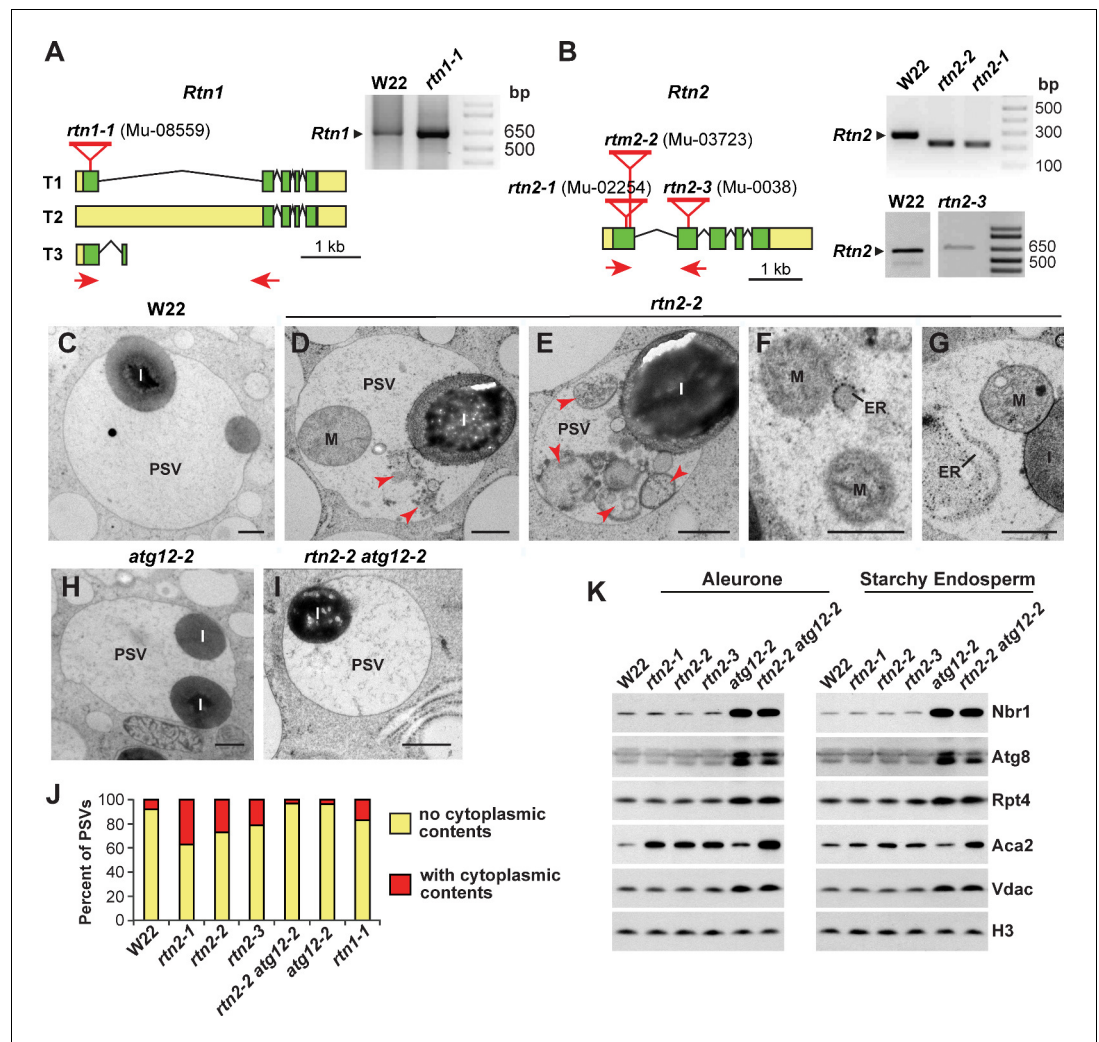 A
Rtn1
rtn1-1 (Mu-08559)
T1
T2
T3
1 kb
W22
rtn1-1
bp
Rtn1
650
500
B
Rtn2
rtm2-2 (Mu-03723)
rtn2-1 (Mu-02254)
rtn2-3 (Mu-0038)
1 kb
W22
rtn2-2
rtn2-1
bp
Rtn2
500
300
100
W22
rtn2-3
Rtn2
650
500
W22
rtn2-2
C
I
PSV
D
PSV
M
I
E
PSV
I
F
M
ER
M
G
M
ER
I
atg12-2
rtn2-2 atg12-2
H
PSV
I
I
I
I
PSV
J
Percent of PSVs
100
80
60
40
20
0
W22
rtn2-1
rtn2-2
rtn2-3
rtn2-2 atg12-2
atg12-2
rtn1-1
no cytoplasmic
contents
with cytoplasmic
contents
K
Aleurone
Starchy Endosperm
W22
rtn2-1
rtn2-2
rtn2-3
atg12-2
rtn2-2 atg12-2
W22
rtn2-1
rtn2-2
rtn2-3
atg12-2
rtn2-2 atg12-2
Nbr1
Atg8
Rpt4
Aca2
Vdac
H3